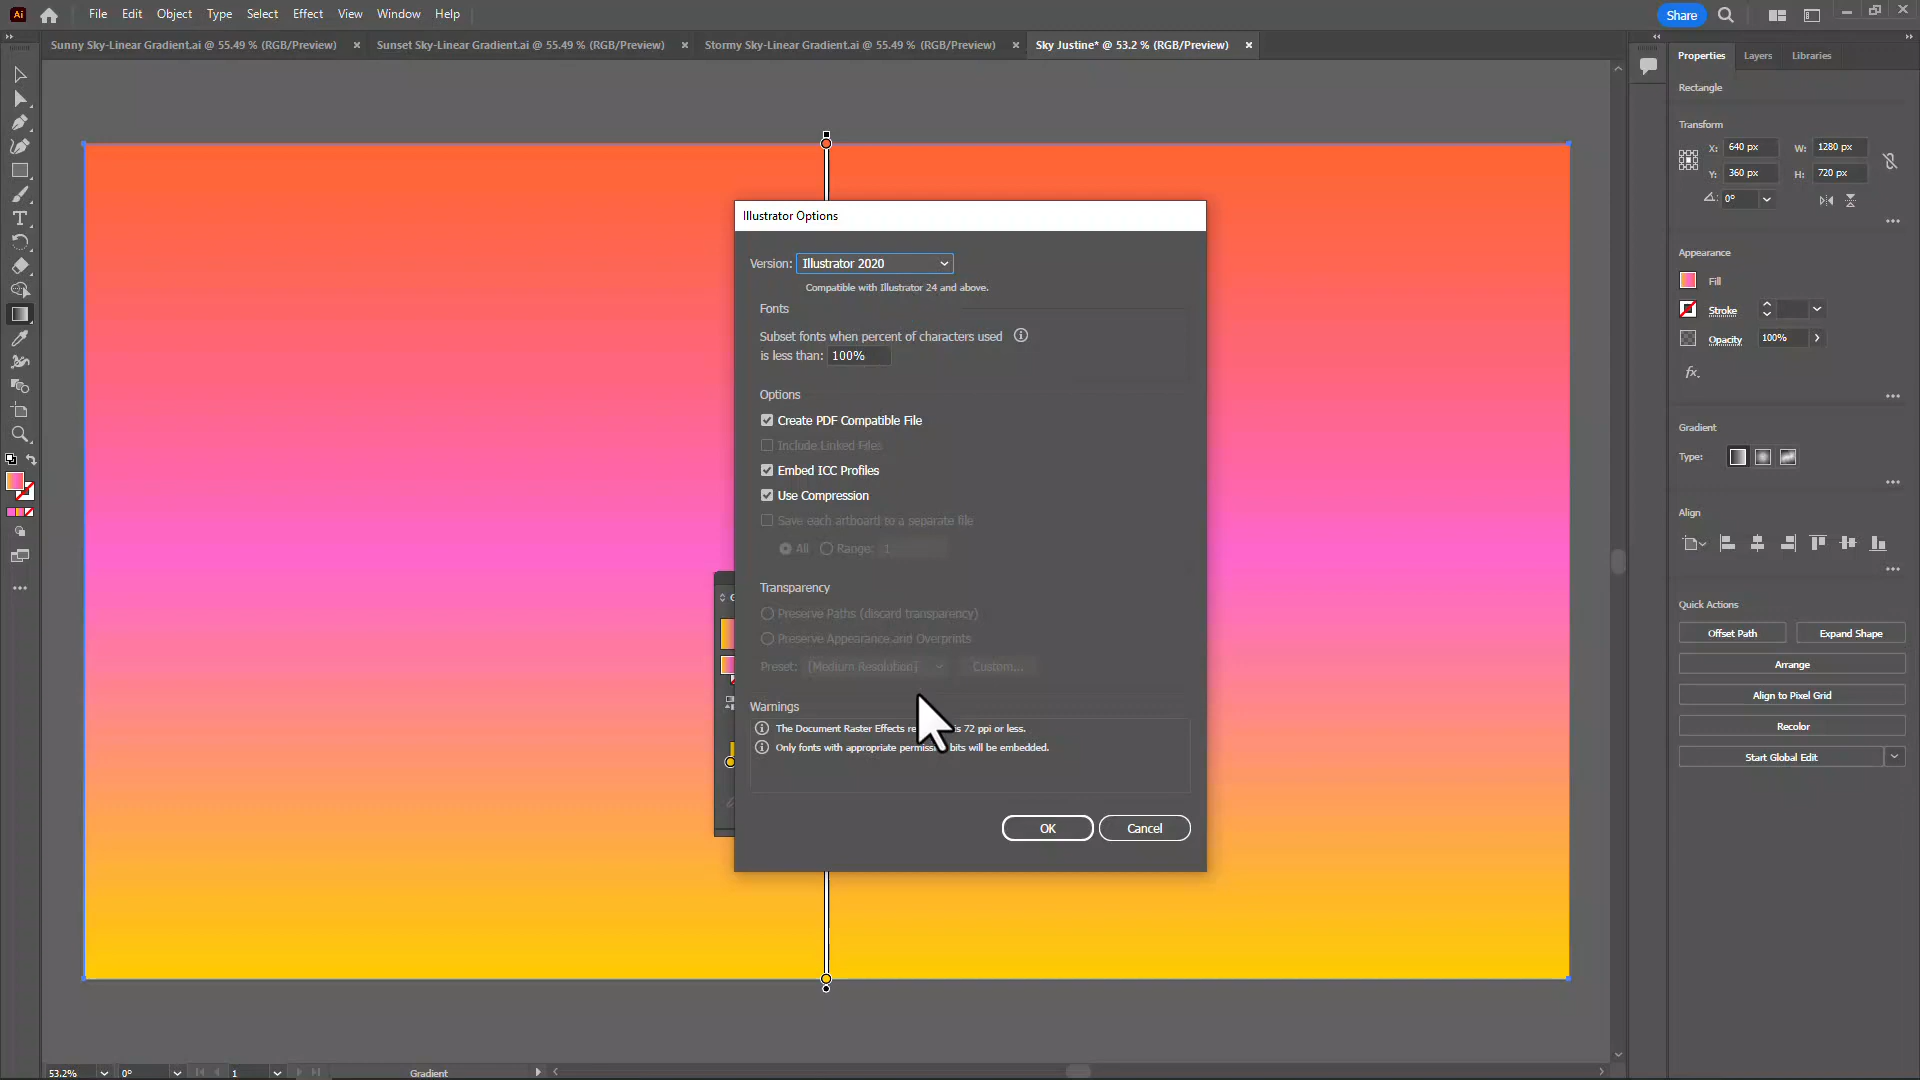 Ai
File Edit Object Type Select Effect View Window Help
Share
Sunny Sky-Linear Gradient.ai @ 55.49 % (RGB/Preview)
Sunset Sky-Linear Gradient.ai @ 55.49 % (RGB/Preview)
Stormy Sky-Linear Gradient.ai @ 55.49 % (RGB/Preview)
Sky Justine* @ 53.2 % (RGB/Preview)
Illustrator Options
Version: Illustrator 2020
Compatible with Illustrator 24 and above.
Fonts
Subset fonts when percent of characters used
is less than: 100%
Options
Create PDF Compatible File
Include Linked Files
Embed ICC Profiles
Use Compression
Save each artboard to a separate file
All Range: 1
Transparency
Preserve Paths (discard transparency)
Preserve Appearance and Overprints
Preset: [Medium Resolution] Custom...
Warnings
The Document Raster Effects is 72 ppi or less.
Only fonts with appropriate bits will be embedded.
OK Cancel
Properties Layers Libraries
Rectangle
Transform
X: 640 px W: 1280 px
Y: 360 px H: 720 px
0°
Appearance
Fill
Stroke
Opacity 100%
fx.
Gradient
Type:
Align
Quick Actions
Offset Path Expand Shape
Arrange
Align to Pixel Grid
Recolor
Start Global Edit
53.2% 0° 1 Gradient